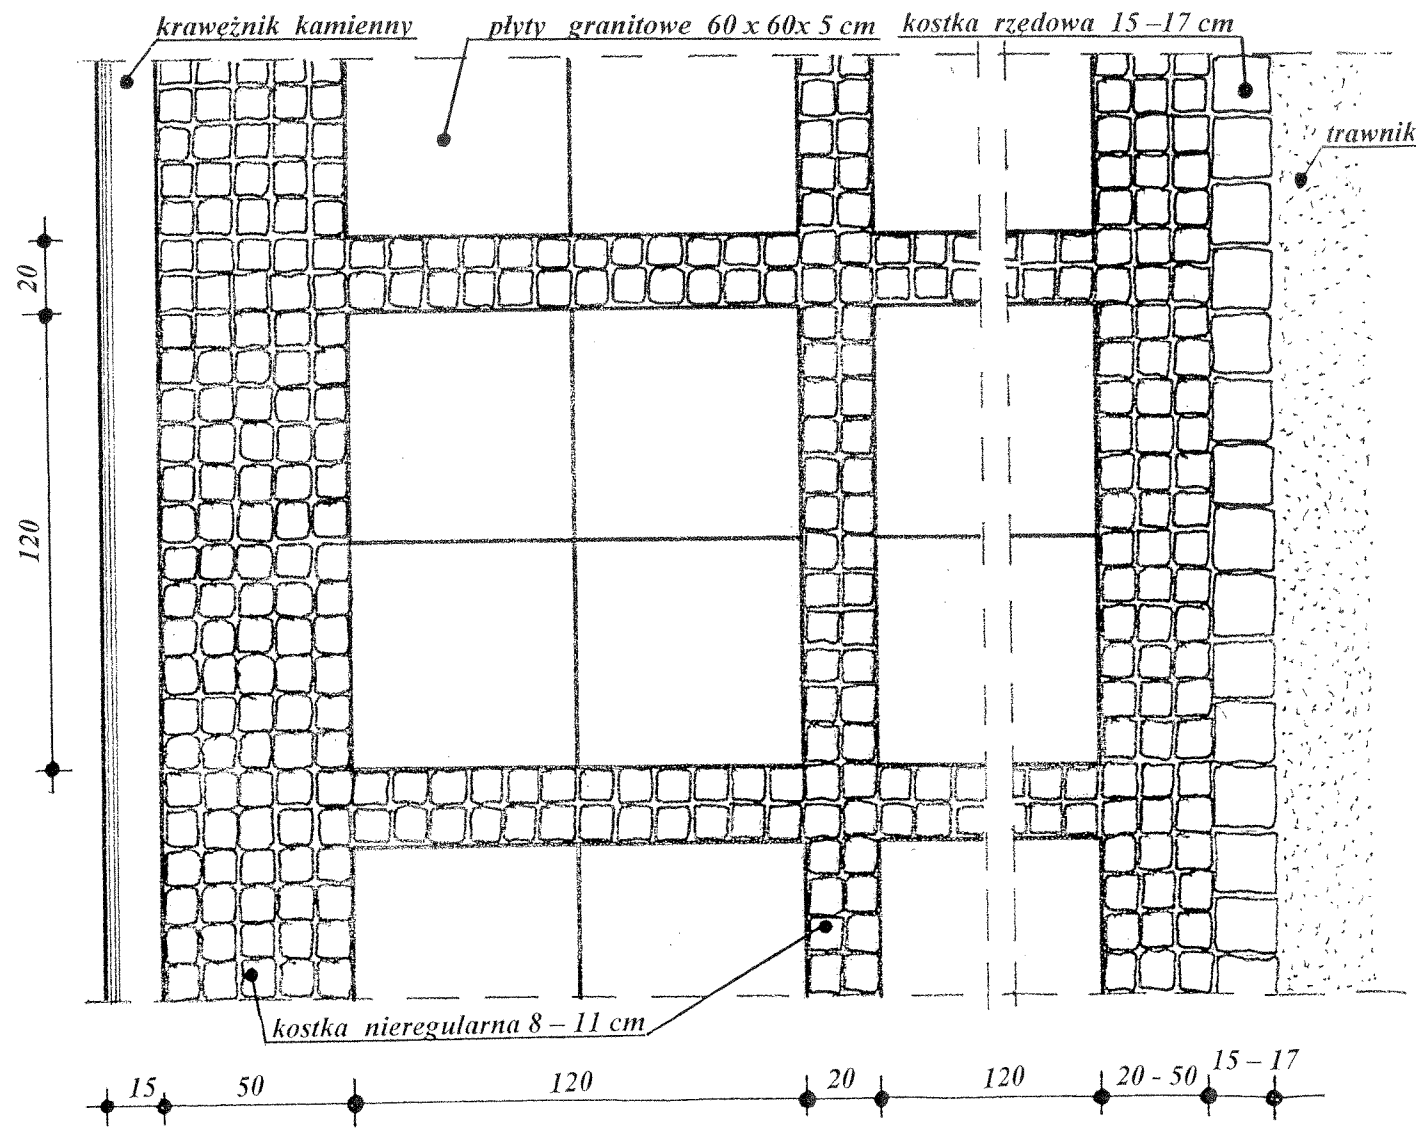 krawężnik kamienny
płyty granitowe 60 x 60x 5 cm
kostka rzędowa 15 –17 cm
trawnik
20
120
kostka nieregularna 8 – 11 cm
15
50
120
20
120
20 - 50
15 – 17